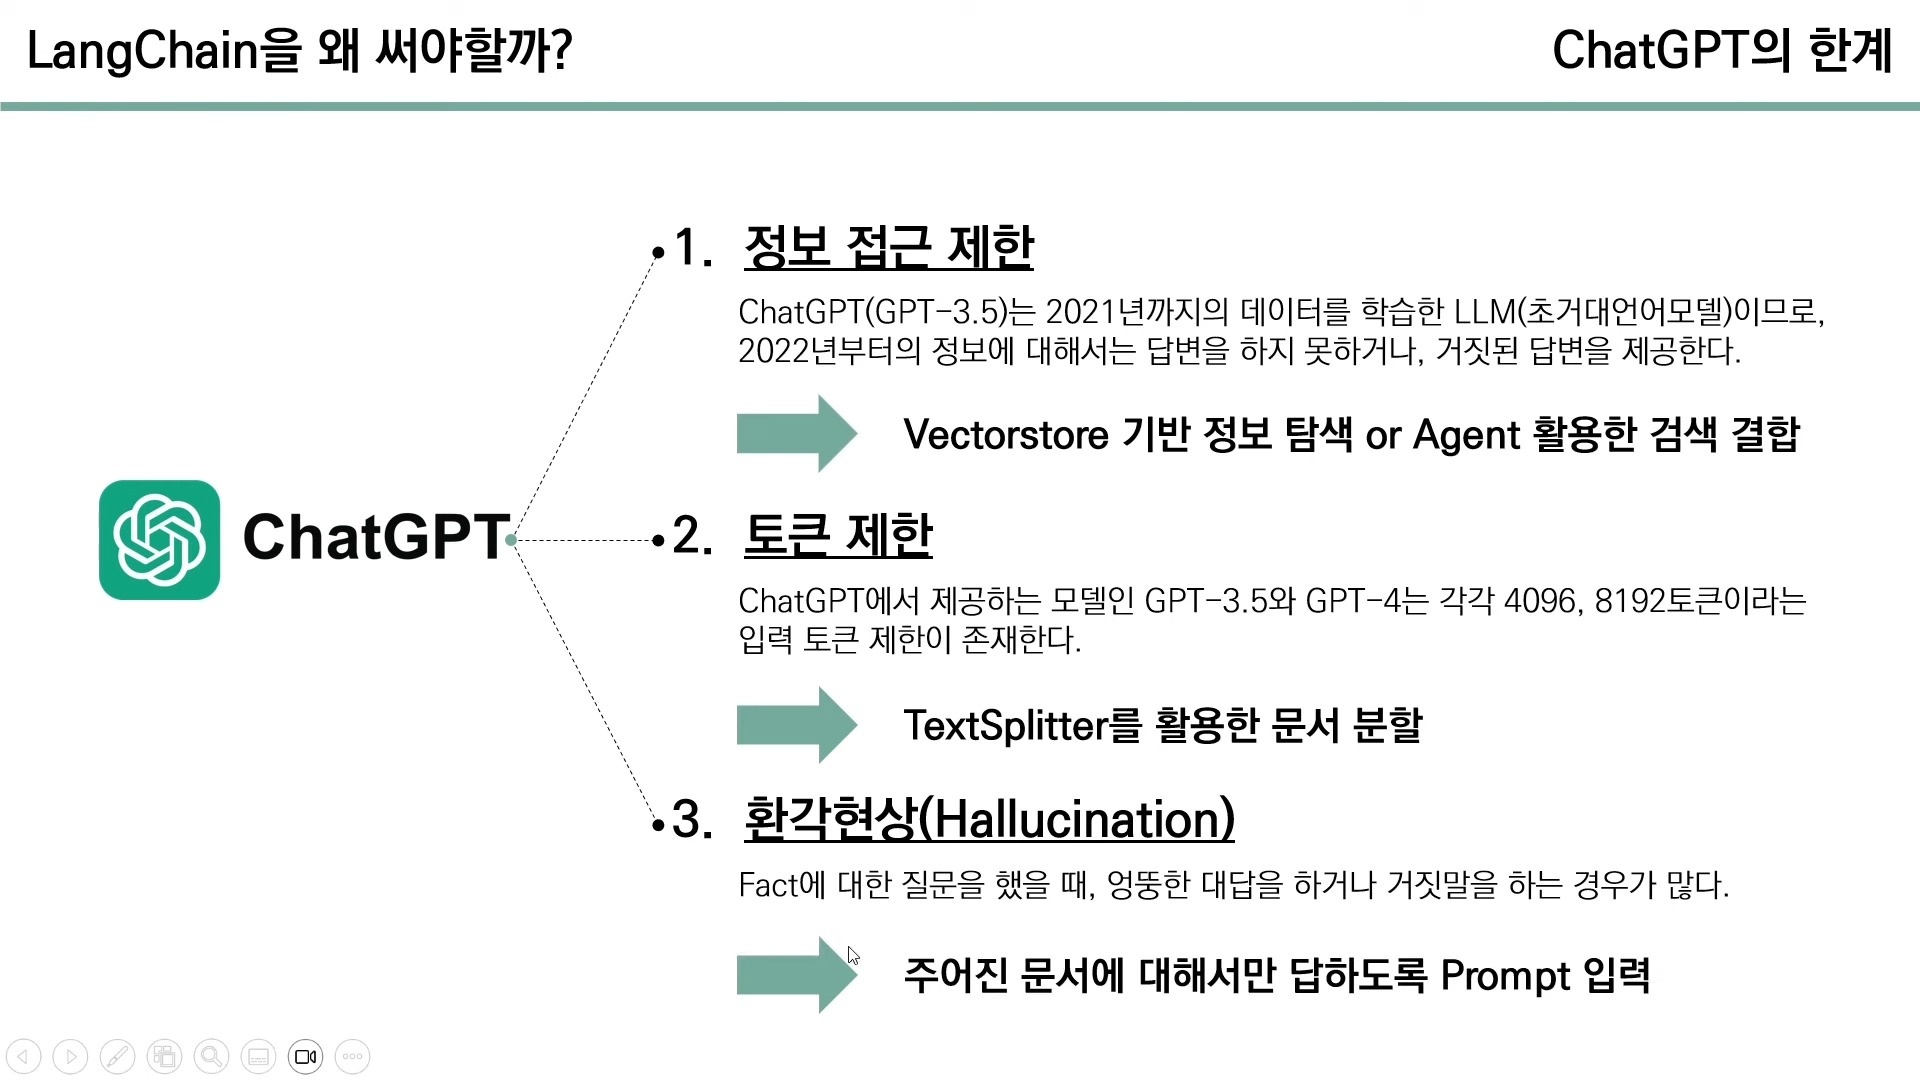 LangChain을 왜 써야할까?
ChatGPT의 한계
ChatGPT
1. 정보 접근 제한
ChatGPT(GPT-3.5)는 2021년까지의 데이터를 학습한 LLM(초거대언어모델)이므로,
2022년부터의 정보에 대해서는 답변을 하지 못하거나, 거짓된 답변을 제공한다.
Vectorstore 기반 정보 탐색 or Agent 활용한 검색 결합
2. 토큰 제한
ChatGPT에서 제공하는 모델인 GPT-3.5와 GPT-4는 각각 4096, 8192토큰이라는
입력 토큰 제한이 존재한다.
TextSplitter를 활용한 문서 분할
3. 환각현상(Hallucination)
Fact에 대한 질문을 했을 때, 엉뚱한 대답을 하거나 거짓말을 하는 경우가 많다.
주어진 문서에 대해서만 답하도록 Prompt 입력